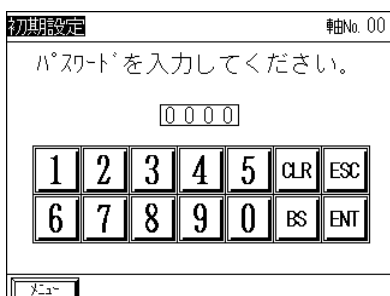 初期設定 軸No. 00
ﾊﾟｽﾜｰﾄﾞを入力してください。
0000
1 2 3 4 5 CLR ESC
6 7 8 9 0 BS ENT
ﾒﾆｭｰ